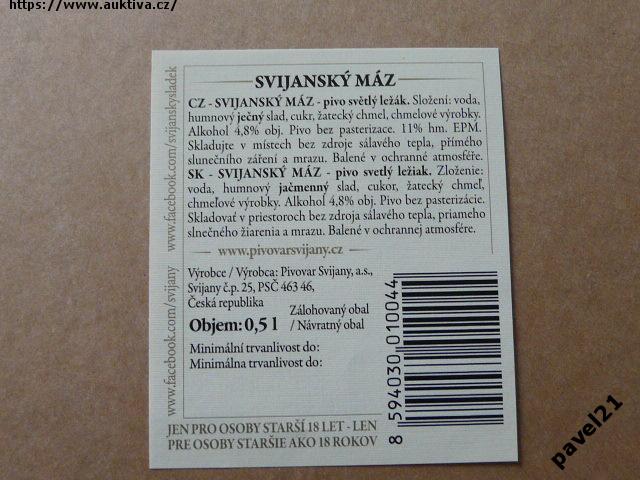 https://www.auktiva.cz/
SVIJANSKÝ MÁZ
CZ - SVIJANSKÝ MÁZ - pivo světlý ležák. Složení: voda,
humnový ječný slad, cukr, žatecký chmel, chmelové výrobky.
Alkohol 4,8% obj. Pivo bez pasterizace. 11% hm. EPM.
Skladujte v místech bez zdroje sálavého tepla, přímého
slunečního záření a mrazu. Balené v ochranné atmosféře.
SK - SVIJANSKÝ MÁZ - pivo svetlý ležiak. Zloženie:
voda, humnový jačmenný slad, cukor, žatecký chmeľ,
chmeľové výrobky. Alkohol 4,8% obj. Pivo bez pasterizácie.
Skladovať v priestoroch bez zdroja sálavého tepla, priameho
slnečného žiarenia a mrazu. Balené v ochrannej atmosfére.
www.pivovarsvijany.cz
www.facebook.com/svijanskysladek
www.facebook.com/svijany
Výrobce / Výrobca: Pivovar Svijany, a.s.,
Svijany č.p. 25, PSČ 463 46,
Česká republika
Zálohovaný obal
/ Návratný obal
Objem: 0,5 l
Minimální trvanlivost do:
Minimálna trvanlivost do:
8 594030 010044
JEN PRO OSOBY STARŠÍ 18 LET - LEN
PRE OSOBY STARŠIE AKO 18 ROKOV
pavel21